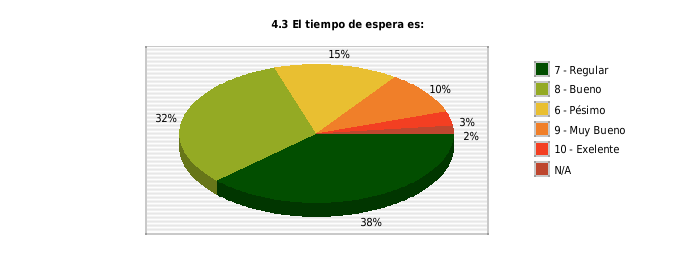 4.3 El tiempo de espera es:
15%
10%
32%
3%
2%
38%
7 - Regular
8 - Bueno
6 - Pésimo
9 - Muy Bueno
10 - Exelente
N/A